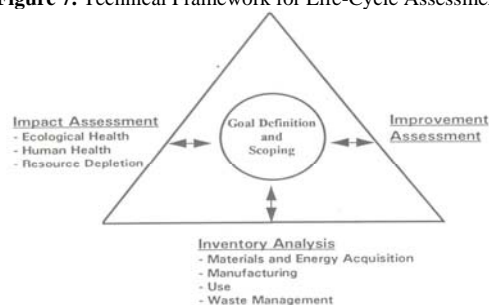 Figure 7. Technical Framework for Life-Cycle Assessmen
Impact Assessment
- Ecological Health
- Human Health
- Resource Depletion
Goal Definition
and
Scoping
Improvement
Assessment
Inventory Analysis
- Materials and Energy Acquisition
- Manufacturing
- Use
- Waste Management